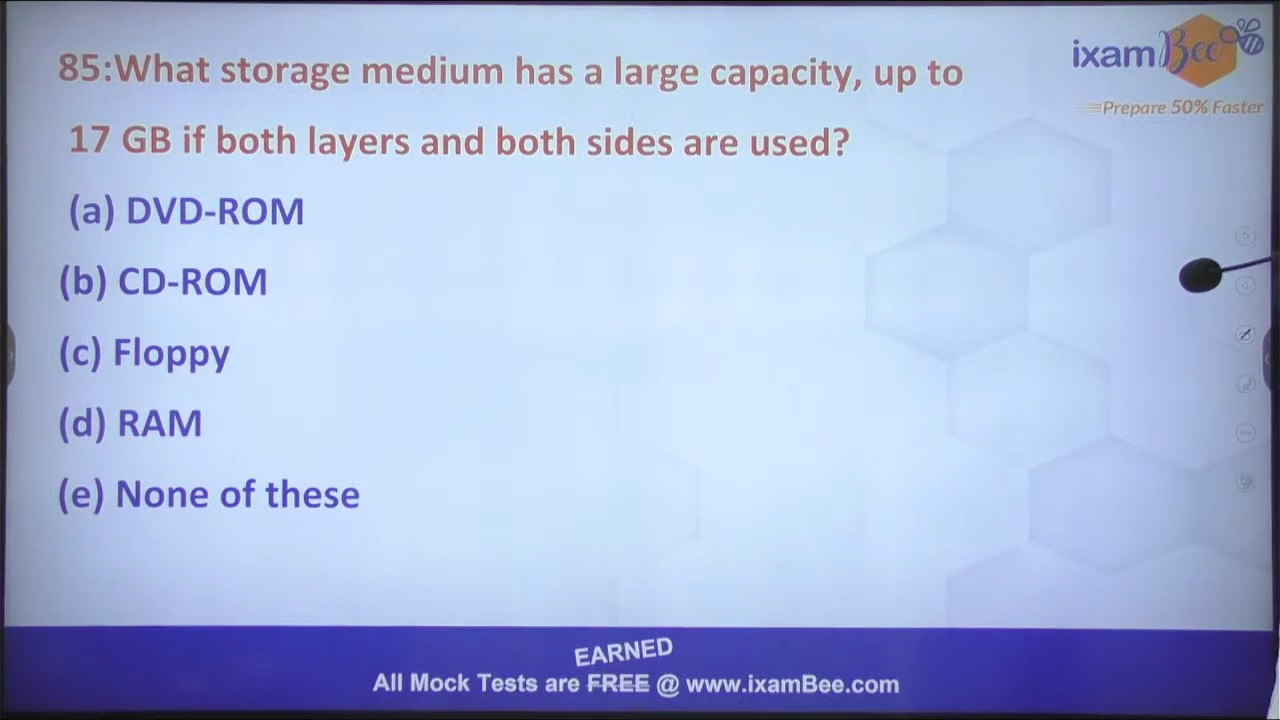 85:What storage medium has a large capacity, up to
17 GB if both layers and both sides are used?
(a) DVD-ROM
(b) CD-ROM
(c) Floppy
(d) RAM
(e) None of these
ixamBee
Prepare 50% Faster
EARNED
All Mock Tests are FREE @ www.ixamBee.com